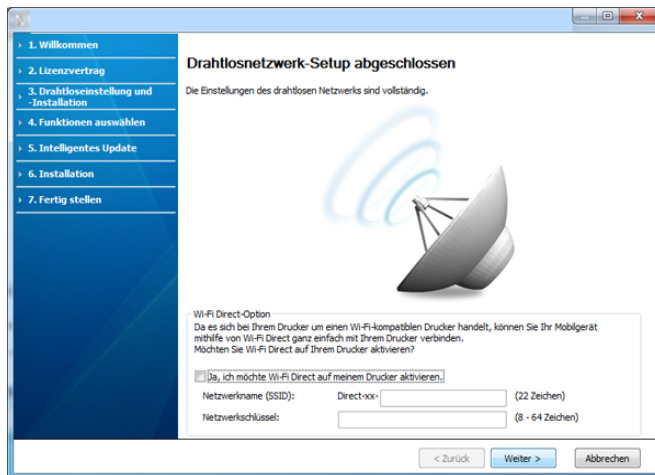 1. Willkommen
2. Lizenzvertrag
3. Drahtloseinstellung und
-Installation
4. Funktionen auswählen
5. Intelligentes Update
6. Installation
7. Fertig stellen
Drahtlosnetzwerk-Setup abgeschlossen
Die Einstellungen des drahtlosen Netzwerks sind vollständig.
Wi-Fi Direct-Option
Da es sich bei Ihrem Drucker um einen Wi-Fi-kompatiblen Drucker handelt, können Sie Ihr Mobilgerät
mithilfe von Wi-Fi Direct ganz einfach mit Ihrem Drucker verbinden.
Möchten Sie Wi-Fi Direct auf Ihrem Drucker aktivieren?
Ja, ich möchte Wi-Fi Direct auf meinem Drucker aktivieren.
Netzwerkname (SSID): Direct-xx- (22 Zeichen)
Netzwerkschlüssel: (8 - 64 Zeichen)
< Zurück Weiter > Abbrechen